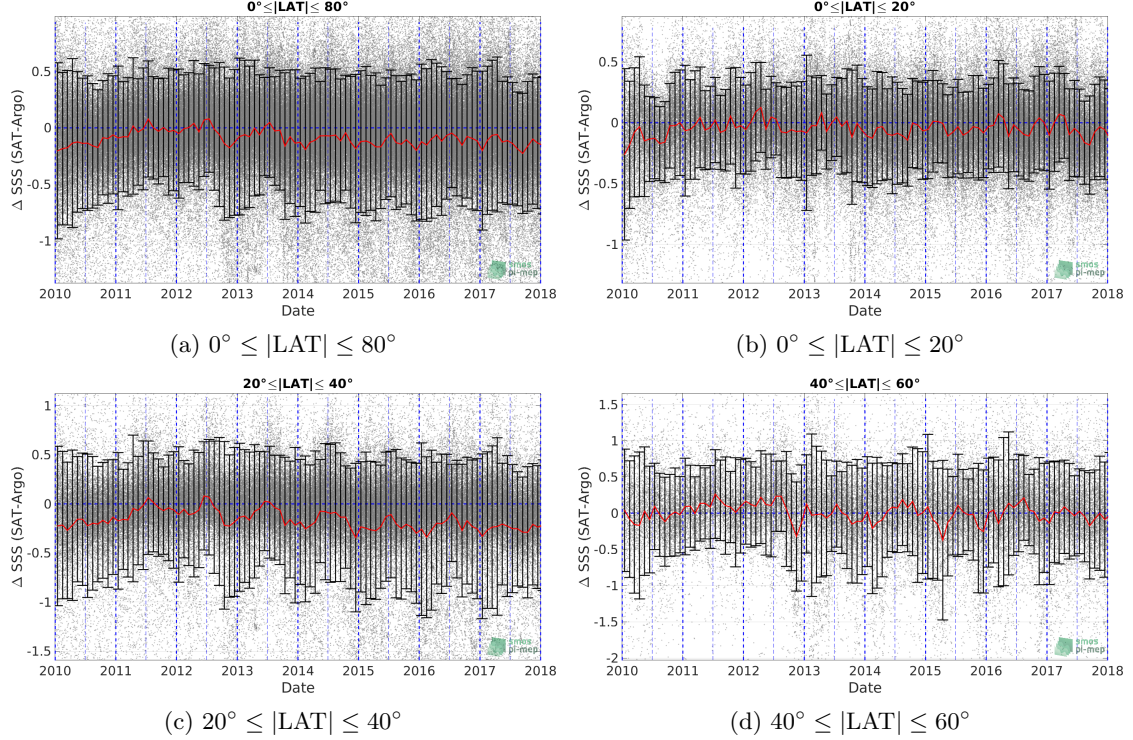 0°≤|LAT|≤ 80°
Δ SSS (SAT-Argo)
0.5
0
-0.5
-1
2010 2011 2012 2013 2014 2015 2016 2017 2018
Date
smos
pi-mep
(a) 0° ≤ |LAT| ≤ 80°
0°≤|LAT|≤ 20°
Δ SSS (SAT-Argo)
0.5
0
-0.5
-1
2010 2011 2012 2013 2014 2015 2016 2017 2018
Date
smos
pi-mep
(b) 0° ≤ |LAT| ≤ 20°
20°≤|LAT|≤ 40°
Δ SSS (SAT-Argo)
1
0.5
0
-0.5
-1
-1.5
2010 2011 2012 2013 2014 2015 2016 2017 2018
Date
smos
pi-mep
(c) 20° ≤ |LAT| ≤ 40°
40°≤|LAT|≤ 60°
Δ SSS (SAT-Argo)
1.5
1
0.5
0
-0.5
-1
-1.5
-2
2010 2011 2012 2013 2014 2015 2016 2017 2018
Date
smos
pi-mep
(d) 40° ≤ |LAT| ≤ 60°